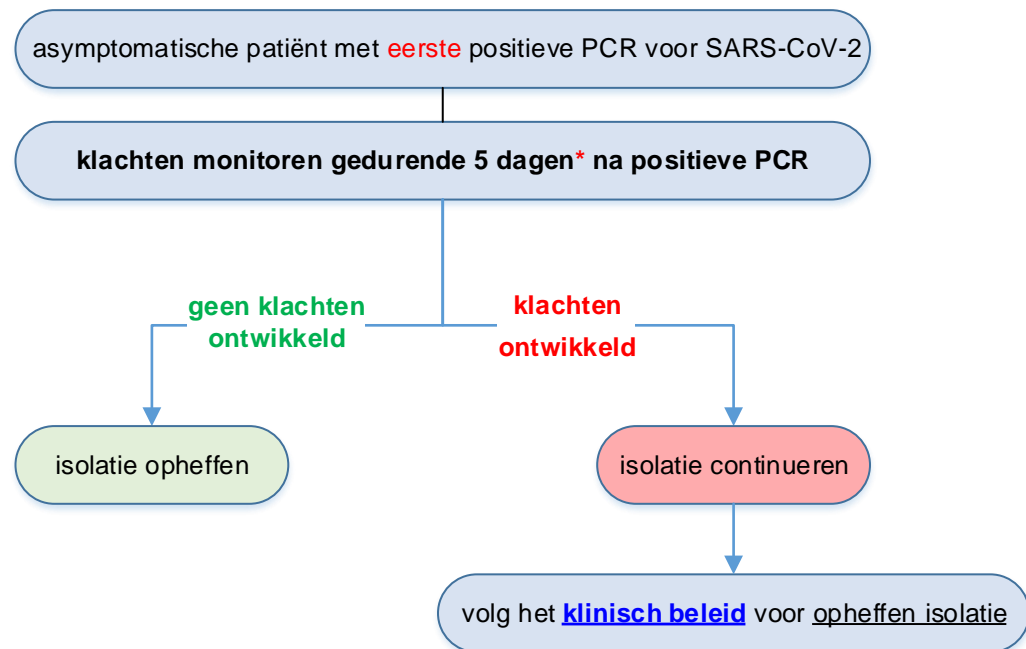 asymptomatische patiënt met eerste positieve PCR voor SARS-CoV-2
klachten monitoren gedurende 5 dagen* na positieve PCR
geen klachten
ontwikkeld
klachten
ontwikkeld
isolatie opheffen
isolatie continueren
volg het klinisch beleid voor opheffen isolatie